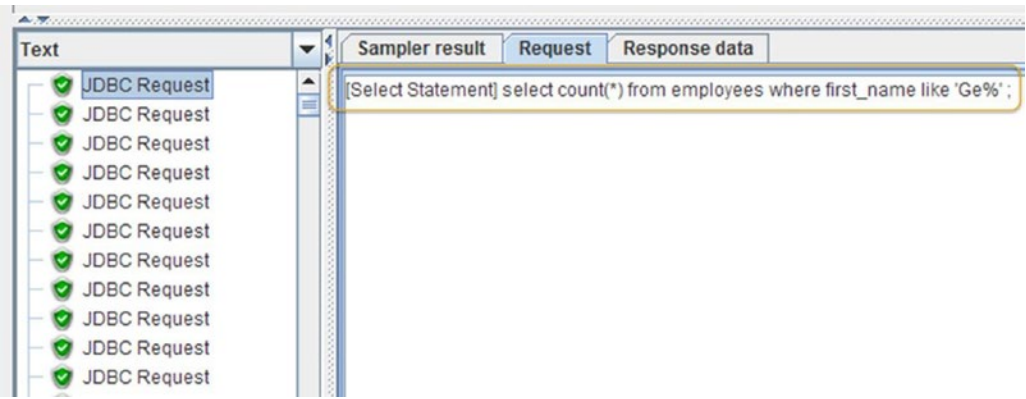 Text
Sampler result
Request
Response data
JDBC Request
JDBC Request
JDBC Request
JDBC Request
JDBC Request
JDBC Request
JDBC Request
JDBC Request
JDBC Request
JDBC Request
JDBC Request
[Select Statement] select count(*) from employees where first_name like 'Ge%' ;